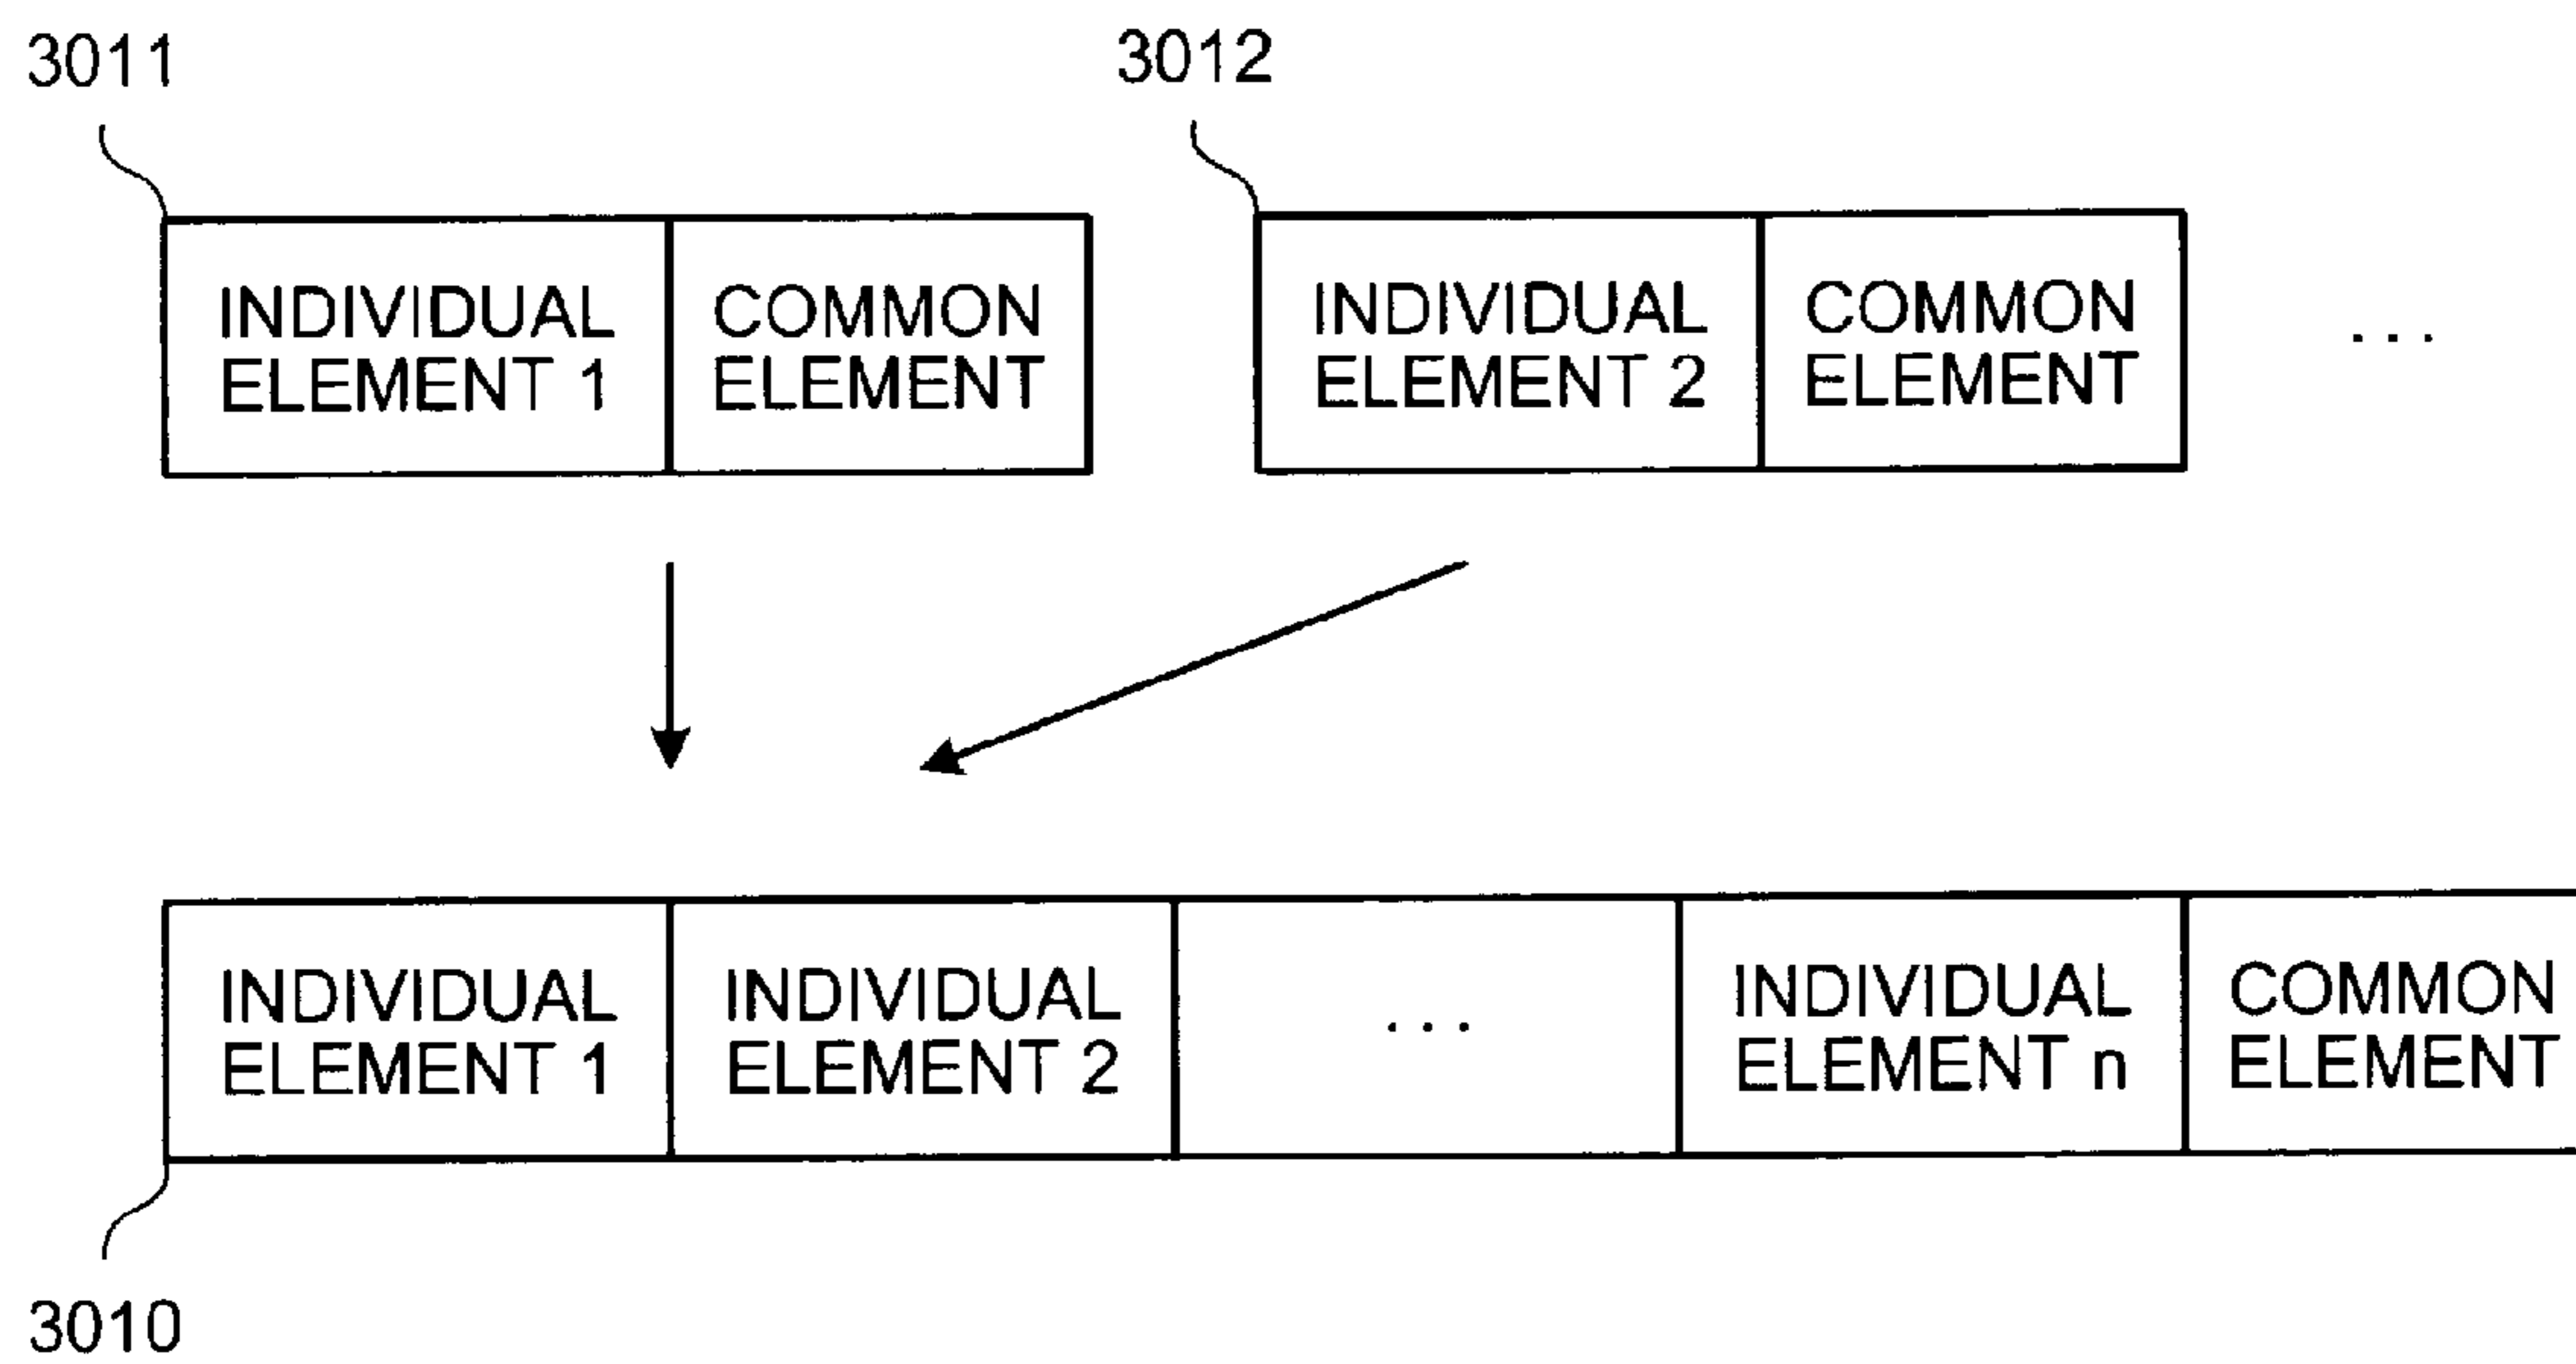 3011
3012
INDIVIDUAL
ELEMENT 1
COMMON
ELEMENT
INDIVIDUAL
ELEMENT 2
COMMON
ELEMENT
...
INDIVIDUAL
ELEMENT 1
INDIVIDUAL
ELEMENT 2
...
INDIVIDUAL
ELEMENT n
COMMON
ELEMENT
3010